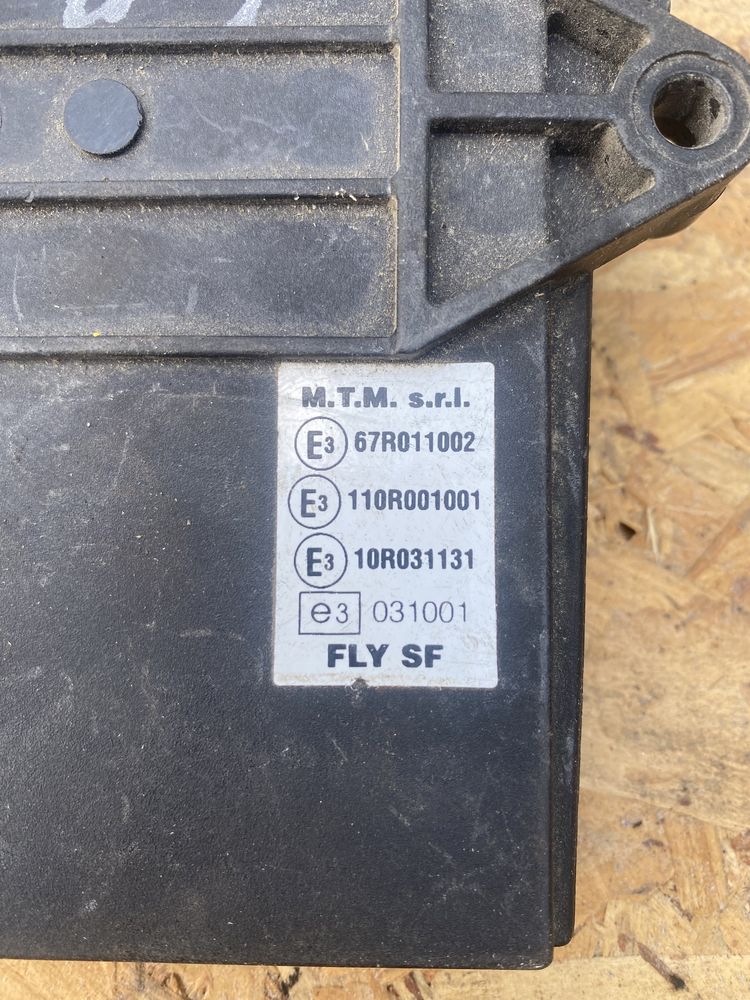 M.T.M. s.r.l.
E3 67R011002
E3 110R001001
E3 10R031131
e3 031001
FLY SF